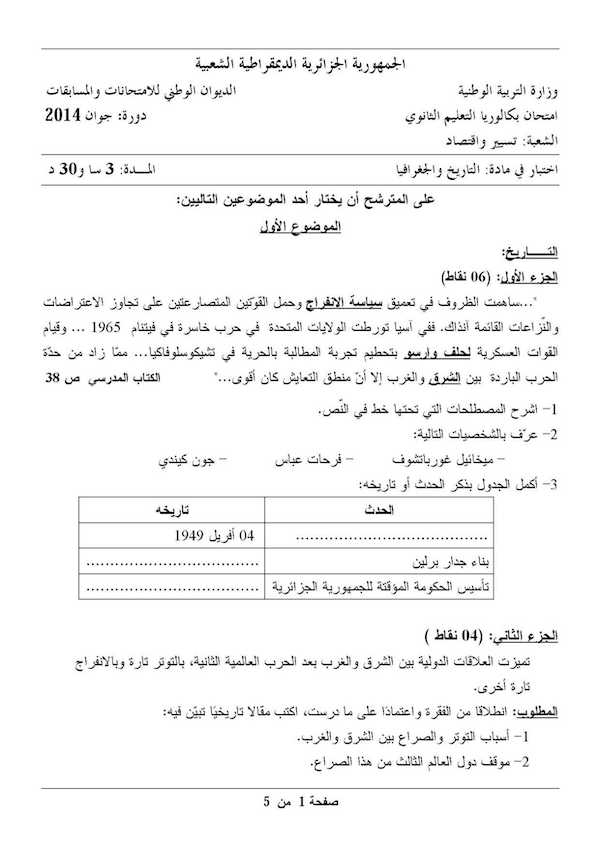 الجمهورية الجزائرية الديمقراطية الشعبية
وزارة التربية الوطنية الديوان الوطني للامتحانات والمسابقات
امتحان بكالوريا التعليم الثانوي دورة: جوان 2014
الشعبة: تسيير واقتصاد
اختبار في مادة: التاريخ والجغرافيا المـــدة: 3 سا و30 د
على المترشح أن يختار أحد الموضوعين التاليين:
الموضوع الأول
التـــــاريخ:
الجزء الأول: (06 نقاط)
"...ساهمت الظروف في تعميق سياسة الانفراج وحمل القوتين المتصارعتين على تجاوز الاعتراضات
والنّزاعات القائمة آنذاك. ففي آسيا تورطت الولايات المتحدة في حرب خاسرة في فيتنام 1965 ... وقيام
القوات العسكرية لحلف وارسو بتحطيم تجربة المطالبة بالحرية في تشيكوسلوفاكيا... ممّا زاد من حدّة
الحرب الباردة بين الشرق والغرب إلا أنّ منطق التعايش كان أقوى..." الكتاب المدرسي ص 38
1- اشرح المصطلحات التي تحتها خط في النّص.
2- عرّف بالشخصيات التالية:
- ميخائيل غورباتشوف - فرحات عباس - جون كيندي
3- أكمل الجدول بذكر الحدث أو تاريخه:
الحدث تاريخه
........................................ 04 أفريل 1949
بناء جدار برلين ....................................
تأسيس الحكومة المؤقتة للجمهورية الجزائرية ....................................
الجزء الثاني: (04 نقاط )
تميزت العلاقات الدولية بين الشرق والغرب بعد الحرب العالمية الثانية، بالتوتر تارة وبالانفراج
تارة أخرى.
المطلوب: انطلاقا من الفقرة واعتمادًا على ما درست، اكتب مقالا تاريخيًا تبيّن فيه:
1- أسباب التوتر والصراع بين الشرق والغرب.
2- موقف دول العالم الثالث من هذا الصراع.
صفحة 1 من 5